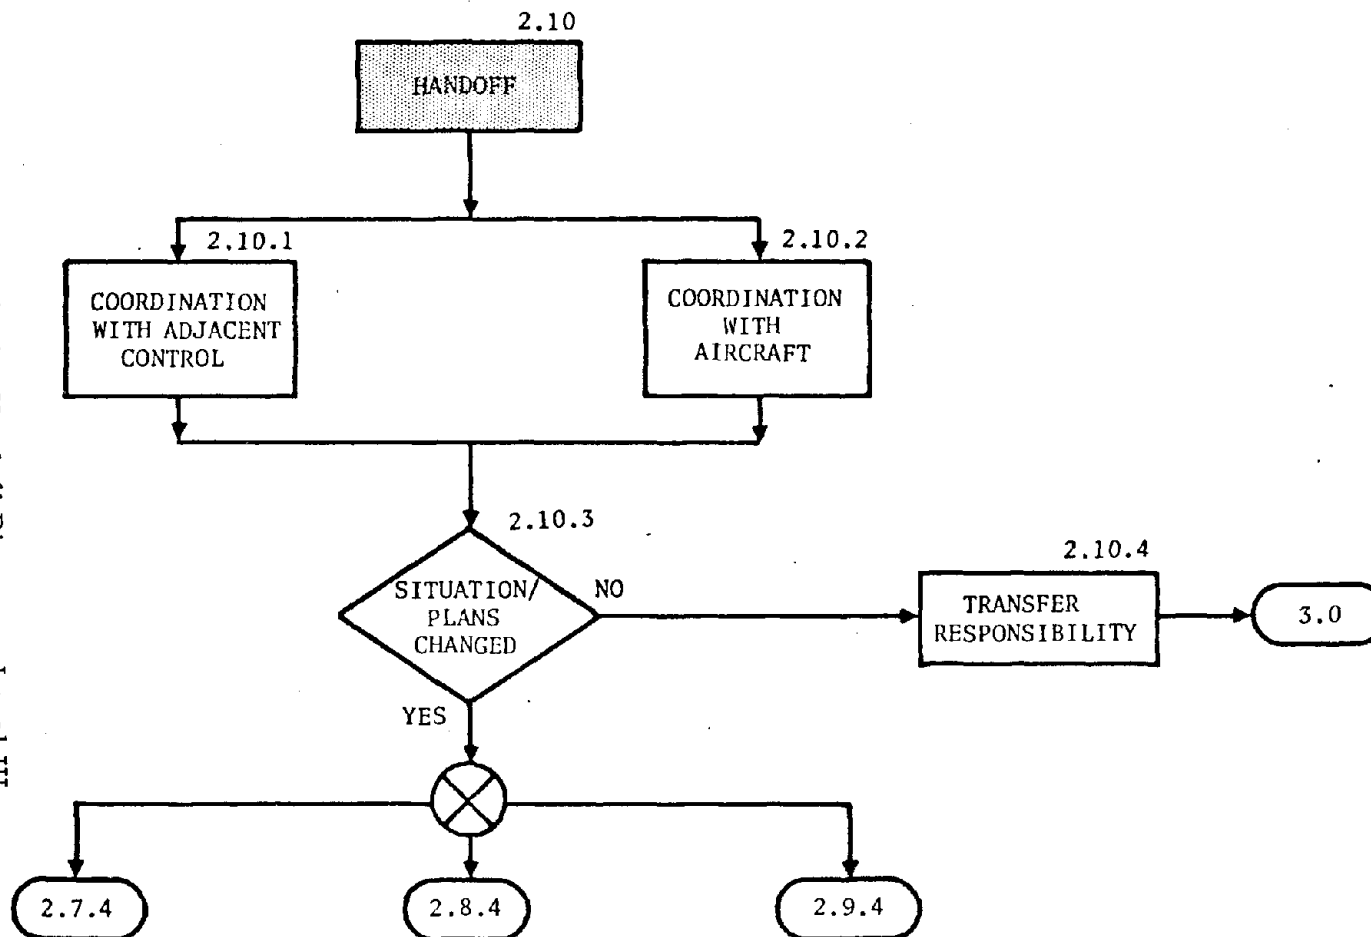 2.10
HANDOFF
2.10.1
2.10.2
COORDINATION
WITH ADJACENT
CONTROL
COORDINATION
WITH
AIRCRAFT
2.10.3
SITUATION/
PLANS
CHANGED
NO
YES
2.10.4
TRANSFER
RESPONSIBILITY
3.0
2.7.4
2.8.4
2.9.4